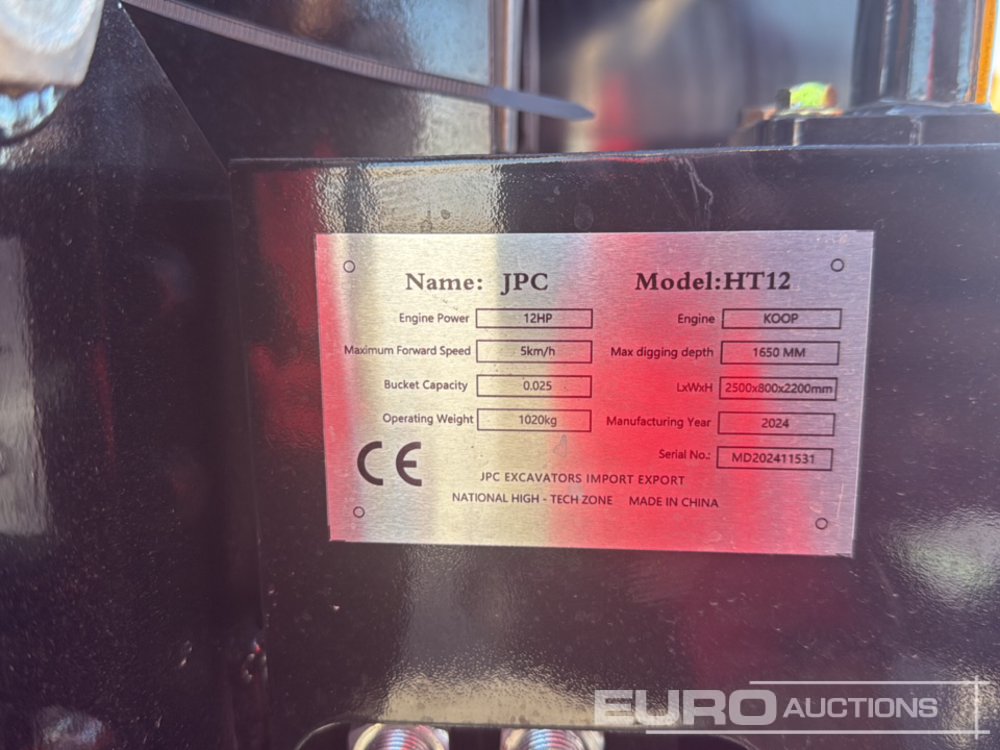 Name: JPC Model:HT12
Engine Power 12HP Engine KOOP
Maximum Forward Speed 5km/h Max digging depth 1650 MM
Bucket Capacity 0.025 LxWxH 2500x800x2200mm
Operating Weight 1020kg Manufacturing Year 2024
Serial No.: MD202411531
CE
JPC EXCAVATORS IMPORT EXPORT
NATIONAL HIGH - TECH ZONE MADE IN CHINA
EURO AUCTIONS